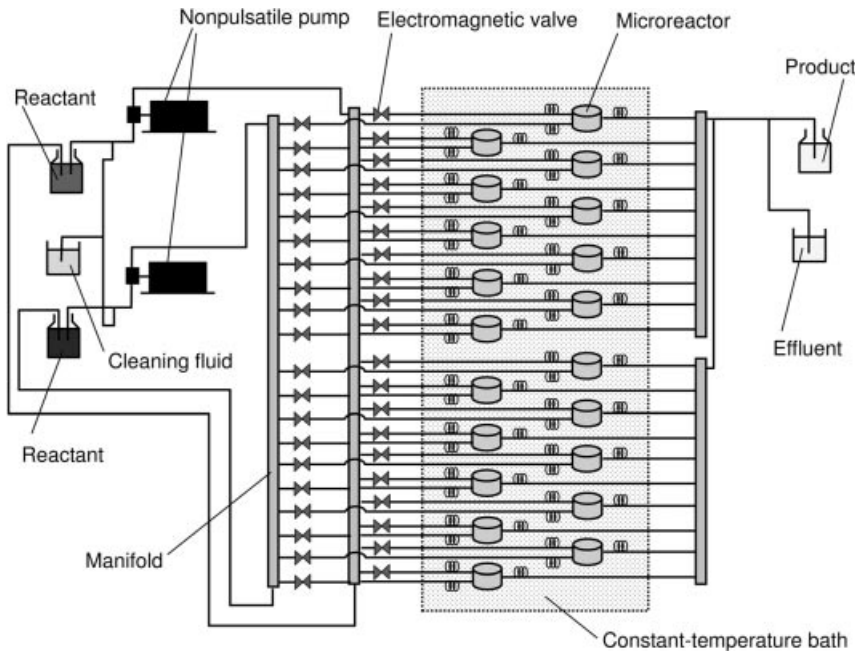 Nonpulsatile pump
Electromagnetic valve
Microreactor
Product
Reactant
Cleaning fluid
Effluent
Reactant
Manifold
Constant-temperature bath